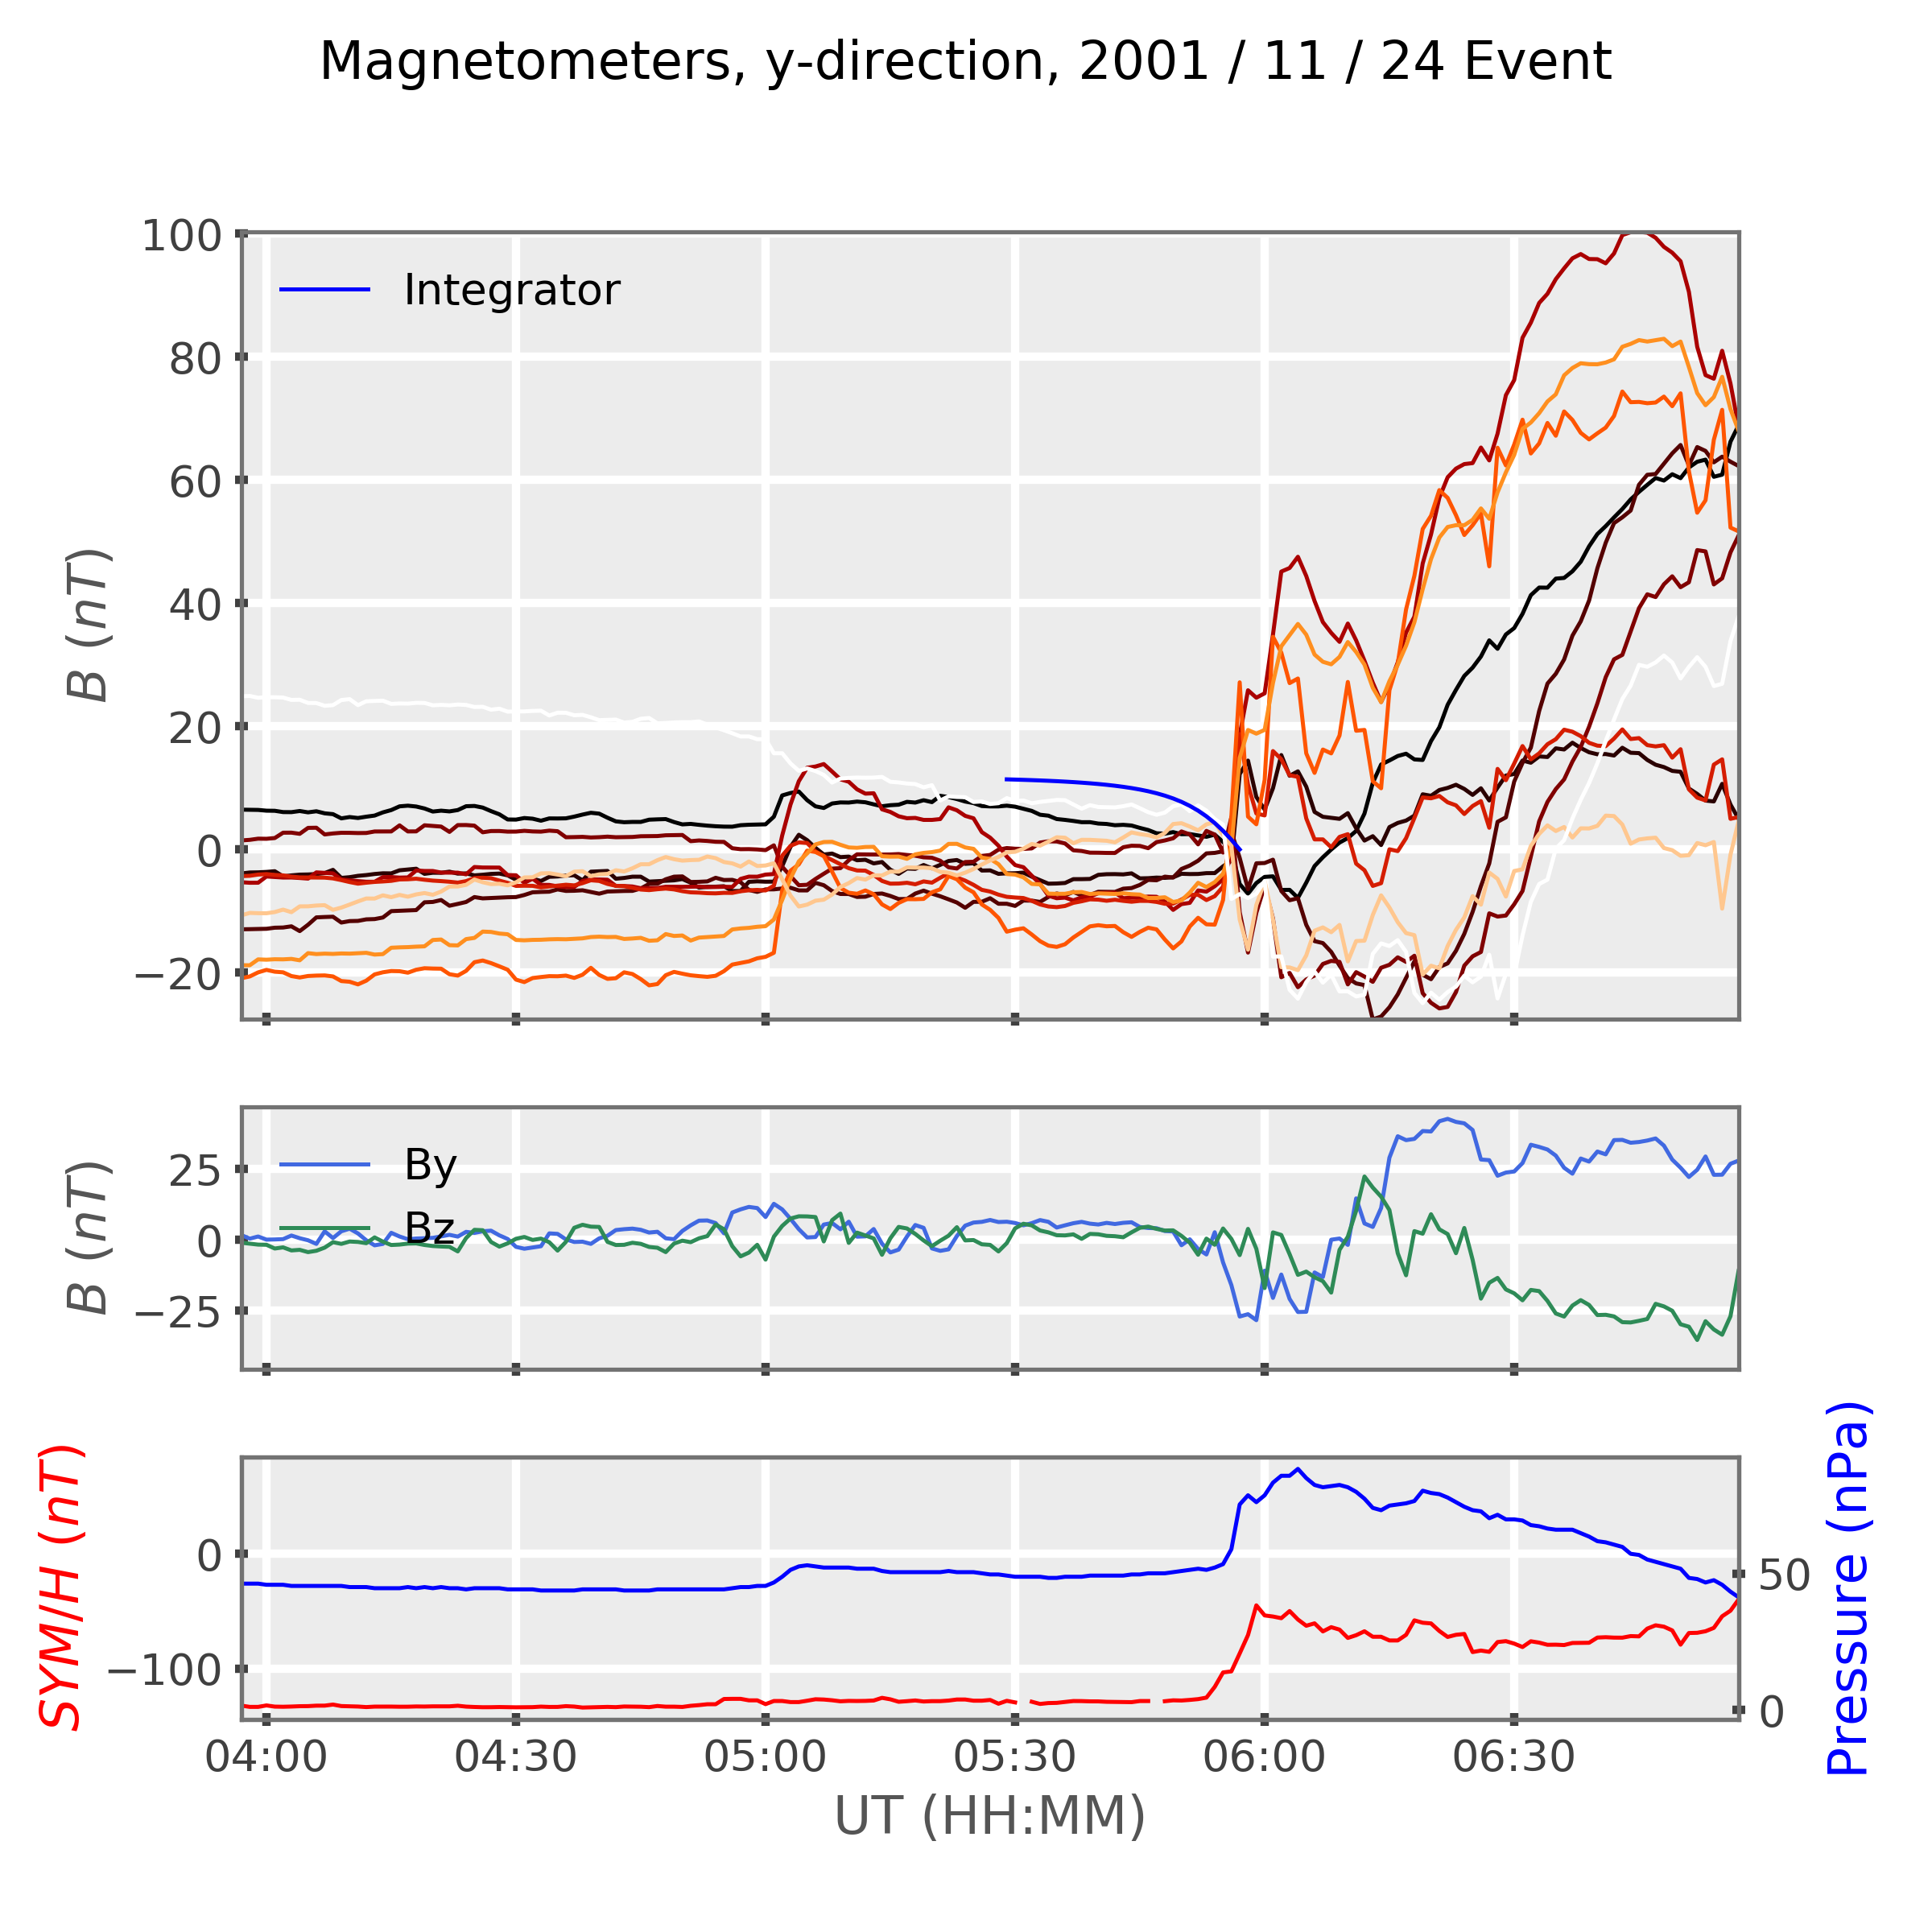 Magnetometers, y-direction, 2001 / 11 / 24 Event
100
80
60
40
20
0
−20
B (nT)
Integrator
25
0
−25
B (nT)
By
Bz
0
−100
SYM/H (nT)
50
0
Pressure (nPa)
04:00 04:30 05:00 05:30 06:00 06:30
UT (HH:MM)